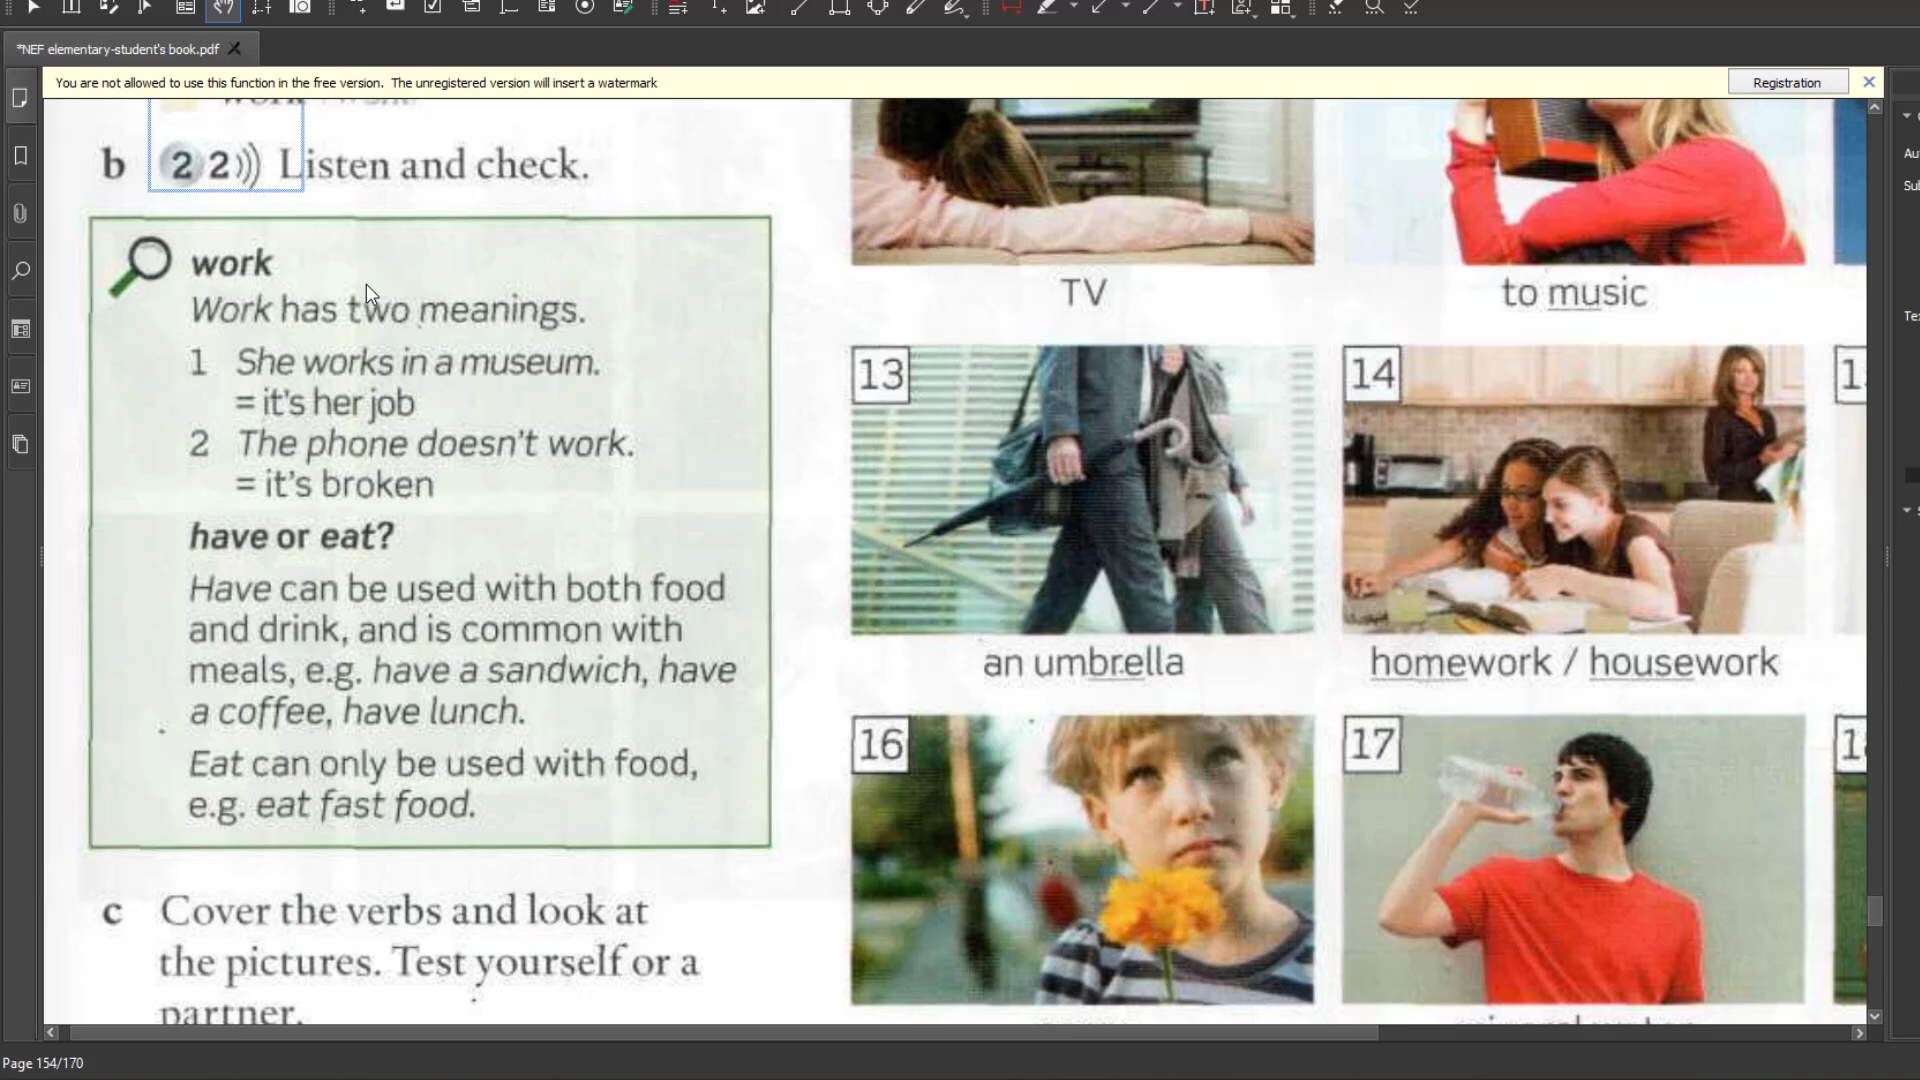 *NEF elementary-student's book.pdf
You are not allowed to use this function in the free version. The unregistered version will insert a watermark
Registration
b 2 2 Listen and check.
work
Work has two meanings.
1 She works in a museum.
= it's her job
2 The phone doesn't work.
= it's broken
have or eat?
Have can be used with both food
and drink, and is common with
meals, e.g. have a sandwich, have
a coffee, have lunch.
Eat can only be used with food,
e.g. eat fast food.
c Cover the verbs and look at
the pictures. Test yourself or a
partner.
TV
to music
13
14
an umbrella
homework / housework
16
17
Page 154/170